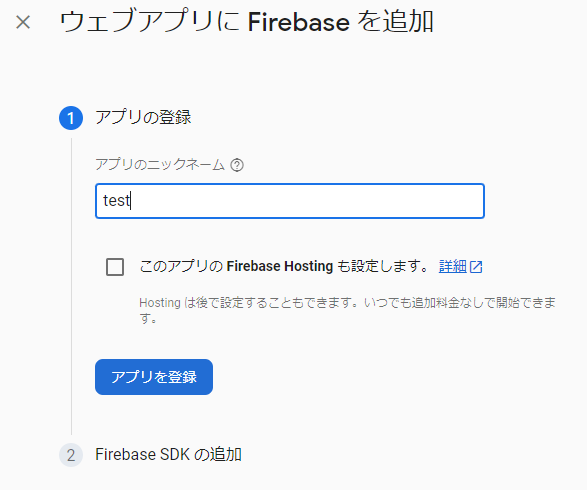 ウェブアプリに Firebase を追加
1 アプリの登録
アプリのニックネーム ?
test
このアプリの Firebase Hosting も設定します。 詳細
Hosting は後で設定することもできます。いつでも追加料金なしで開始できま
す。
アプリを登録
2 Firebase SDK の追加